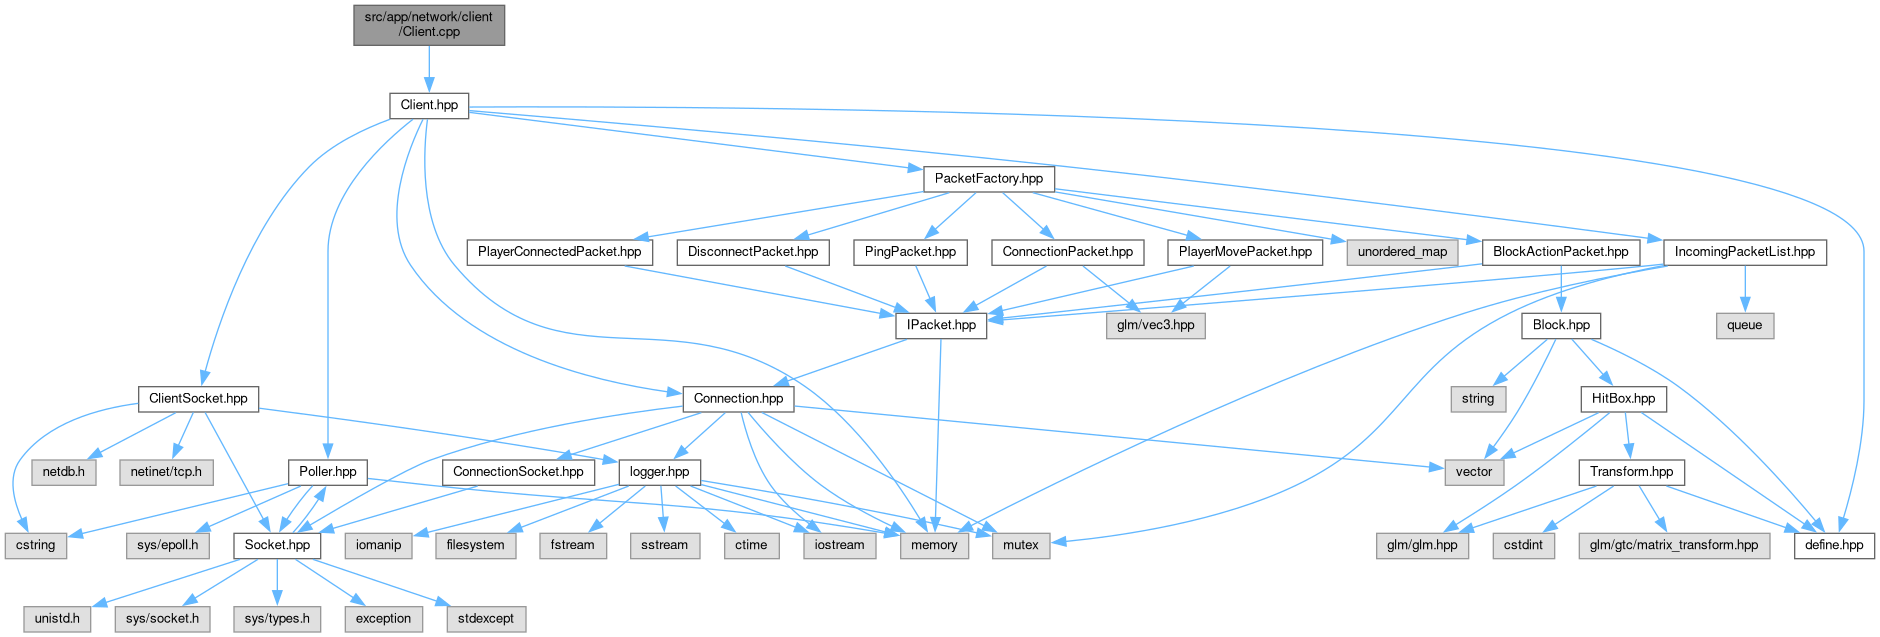 src/app/network/client
/Client.cpp
Client.hpp
PacketFactory.hpp
PlayerConnectedPacket.hpp
DisconnectPacket.hpp
PingPacket.hpp
ConnectionPacket.hpp
PlayerMovePacket.hpp
unordered_map
BlockActionPacket.hpp
IncomingPacketList.hpp
IPacket.hpp
glm/vec3.hpp
Block.hpp
queue
ClientSocket.hpp
Connection.hpp
string
HitBox.hpp
netdb.h
netinet/tcp.h
Poller.hpp
ConnectionSocket.hpp
logger.hpp
vector
Transform.hpp
cstring
sys/epoll.h
Socket.hpp
iomanip
filesystem
fstream
sstream
ctime
iostream
memory
mutex
glm/glm.hpp
cstdint
glm/gtc/matrix_transform.hpp
define.hpp
unistd.h
sys/socket.h
sys/types.h
exception
stdexcept